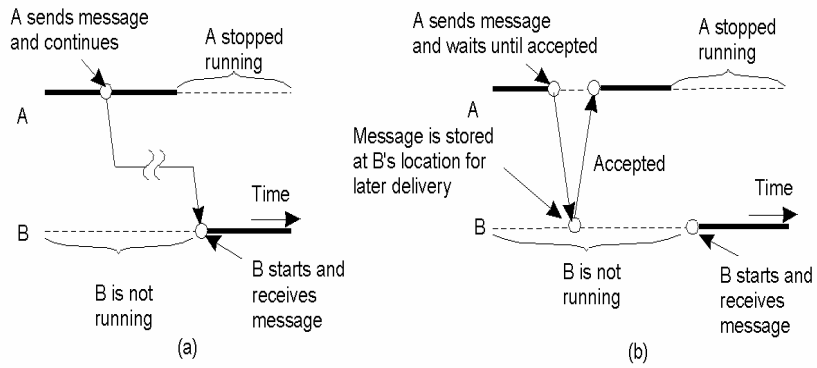 A sends message
and continues
A stopped
running
A
Time
B
B is not
running
B starts and
receives
message
(a)
A sends message
and waits until accepted
A stopped
running
A
Message is stored
at B's location for
later delivery
Accepted
Time
B
B is not
running
B starts and
receives
message
(b)